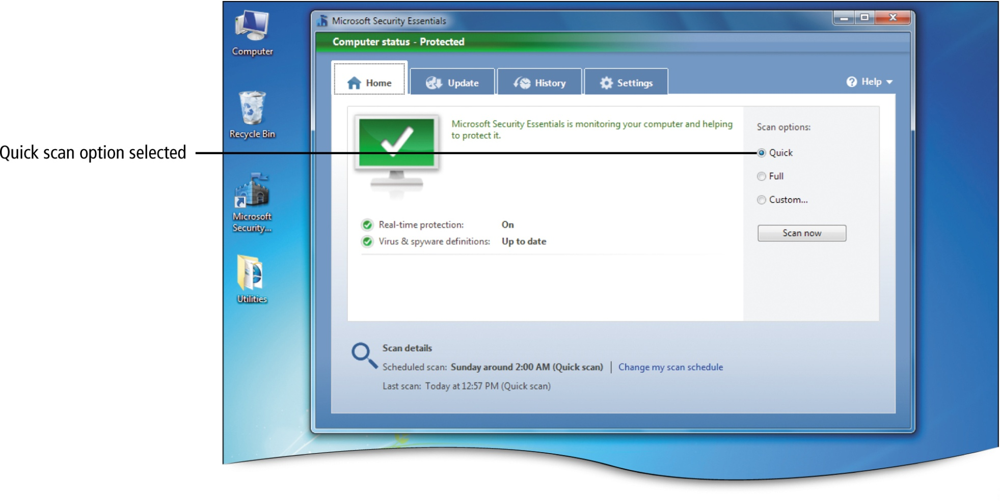 Quick scan option selected
Computer
Recycle Bin
Microsoft
Security...
Utilities
Microsoft Security Essentials
Computer status - Protected
Home
Update
History
Settings
Help
Microsoft Security Essentials is monitoring your computer and helping
to protect it.
Real-time protection: On
Virus & spyware definitions: Up to date
Scan options:
Quick
Full
Custom...
Scan now
Scan details
Scheduled scan: Sunday around 2:00 AM (Quick scan) | Change my scan schedule
Last scan: Today at 12:57 PM (Quick scan)